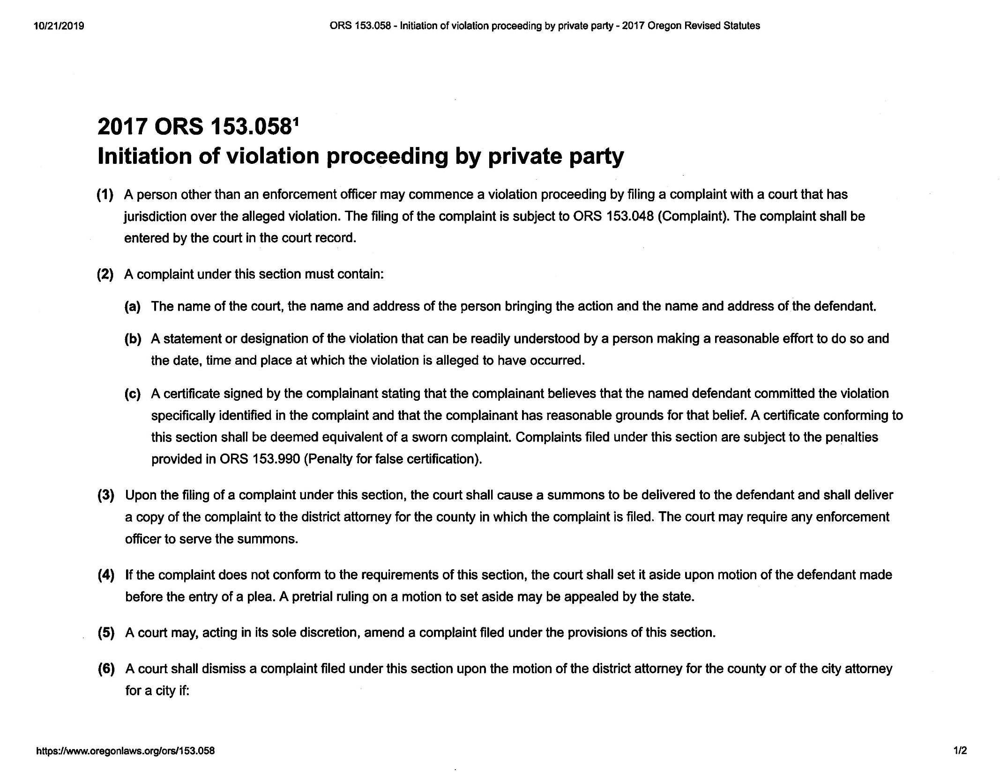 10/21/2019
ORS 153.058 - Initiation of violation proceeding by private party - 2017 Oregon Revised Statutes
2017 ORS 153.058¹
Initiation of violation proceeding by private party
(1) A person other than an enforcement officer may commence a violation proceeding by filing a complaint with a court that has
jurisdiction over the alleged violation. The filing of the complaint is subject to ORS 153.048 (Complaint). The complaint shall be
entered by the court in the court record.
(2) A complaint under this section must contain:
(a) The name of the court, the name and address of the person bringing the action and the name and address of the defendant.
(b) A statement or designation of the violation that can be readily understood by a person making a reasonable effort to do so and
the date, time and place at which the violation is alleged to have occurred.
(c) A certificate signed by the complainant stating that the complainant believes that the named defendant committed the violation
specifically identified in the complaint and that the complainant has reasonable grounds for that belief. A certificate conforming to
this section shall be deemed equivalent of a sworn complaint. Complaints filed under this section are subject to the penalties
provided in ORS 153.990 (Penalty for false certification).
(3) Upon the filing of a complaint under this section, the court shall cause a summons to be delivered to the defendant and shall deliver
a copy of the complaint to the district attorney for the county in which the complaint is filed. The court may require any enforcement
officer to serve the summons.
(4) If the complaint does not conform to the requirements of this section, the court shall set it aside upon motion of the defendant made
before the entry of a plea. A pretrial ruling on a motion to set aside may be appealed by the state.
(5) A court may, acting in its sole discretion, amend a complaint filed under the provisions of this section.
(6) A court shall dismiss a complaint filed under this section upon the motion of the district attorney for the county or of the city attorney
for a city if:
https://www.oregonlaws.org/ors/153.058
1/2